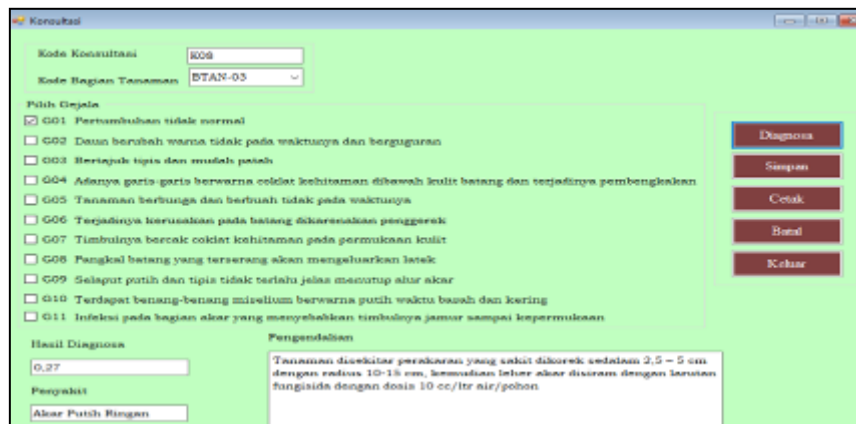 Konsultasi
Kode Konsultasi K08
Kode Bagian Tanaman BTAN-03
Pilih Gejala
G01 Pertumbuhan tidak normal
G02 Daun berubah warna tidak pada waktunya dan berguguran
G03 Bertajuk tipis dan mudah patah
G04 Adanya garis-garis berwarna coklat kehitaman dibawah kulit batang dan terjadinya pembengkakan
G05 Tanaman berbunga dan berbuah tidak pada waktunya
G06 Terjadinya kerusakan pada batang dikarenakan penggerek
G07 Timbulnya bercak coklat kehitaman pada permukaan kulit
G08 Pangkal batang yang terserang akan mengeluarkan latek
G09 Selaput putih dan tipis tidak terlalu jelas menutup alur akar
G10 Terdapat benang-benang miselium berwarna putih waktu basah dan kering
G11 Infeksi pada bagian akar yang menyebabkan timbulnya jamur sampai kepermukaan
Diagnosa
Simpan
Cetak
Batal
Keluar
Hasil Diagnosa
0,27
Penyakit
Akar Putih Ringan
Pengendalian
Tanaman disekitar perakaran yang sakit dikorek sedalam 2,5 – 5 cm
dengan radius 10-15 cm, kemudian leher akar disiram dengan larutan
fungisida dengan dosis 10 cc/ltr air/pohon